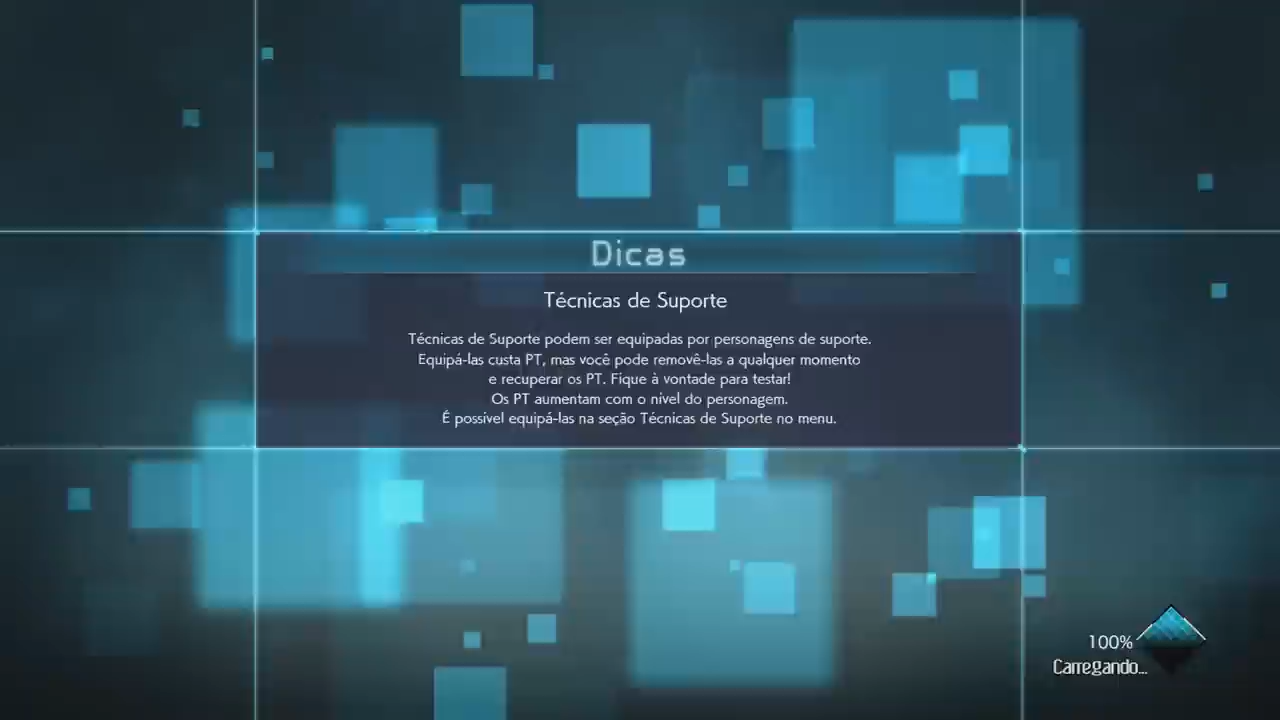 Dicas
Técnicas de Suporte
Técnicas de Suporte podem ser equipadas por personagens de suporte.
Equipá-las custa PT, mas você pode removê-las a qualquer momento
e recuperar os PT. Fique à vontade para testar!
Os PT aumentam com o nível do personagem.
É possível equipá-las na seção Técnicas de Suporte no menu.
100%
Carregando...